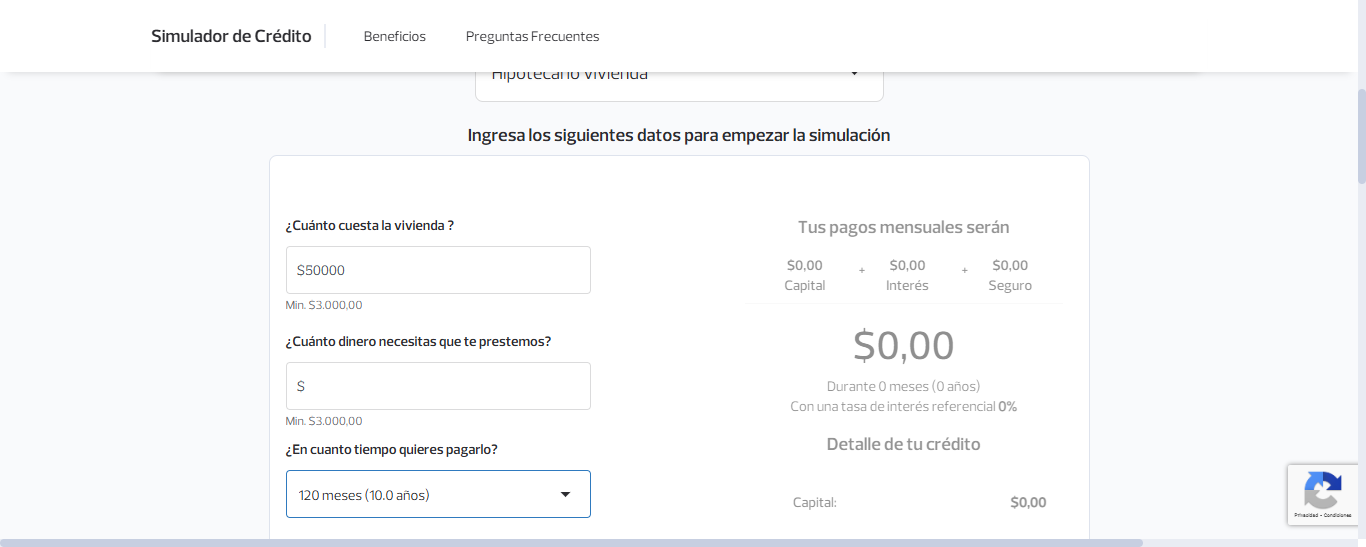 Simulador de Crédito
Beneficios
Preguntas Frecuentes
Hipotecario Vivienda
Ingresa los siguientes datos para empezar la simulación
¿Cuánto cuesta la vivienda ?
$50000
Min. $3.000,00
¿Cuánto dinero necesitas que te prestemos?
$
Min. $3.000,00
¿En cuanto tiempo quieres pagarlo?
120 meses (10.0 años)
Tus pagos mensuales serán
$0,00 + $0,00 + $0,00
Capital Interés Seguro
$0,00
Durante 0 meses (0 años)
Con una tasa de interés referencial 0%
Detalle de tu crédito
Capital: $0,00
Privacidad - Condiciones